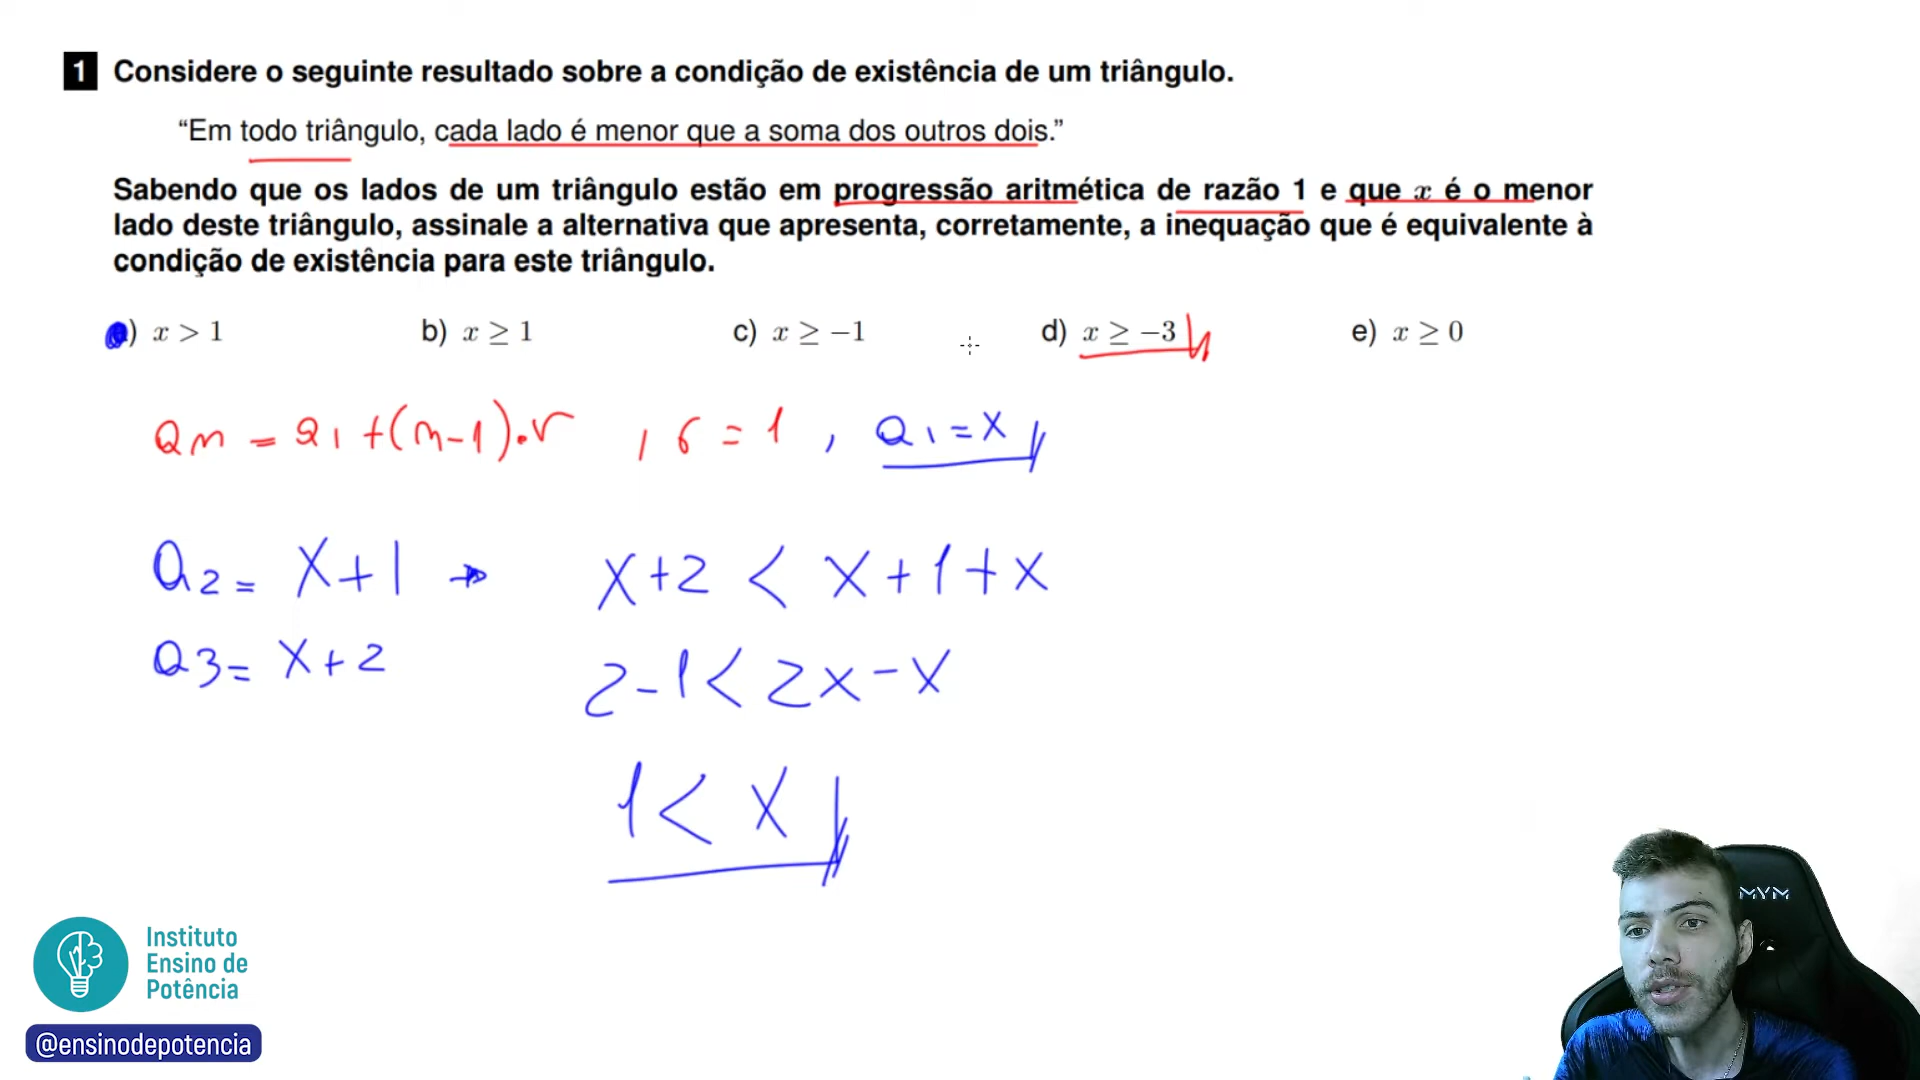 1 Considere o seguinte resultado sobre a condição de existência de um triângulo.
“Em todo triângulo, cada lado é menor que a soma dos outros dois.”
Sabendo que os lados de um triângulo estão em progressão aritmética de razão 1 e que x é o menor
lado deste triângulo, assinale a alternativa que apresenta, corretamente, a inequação que é equivalente à
condição de existência para este triângulo.
a) x > 1 b) x ≥ 1 c) x ≥ −1 d) x ≥ −3 e) x ≥ 0
an = a1 + (n-1).r , r = 1 , a1 = x
a2 = x+1 → x+2 < x+1+x
a3 = x+2
2-1 < 2x-x
1 < x
MYM
Instituto
Ensino de
Potência
@ensinodepotencia